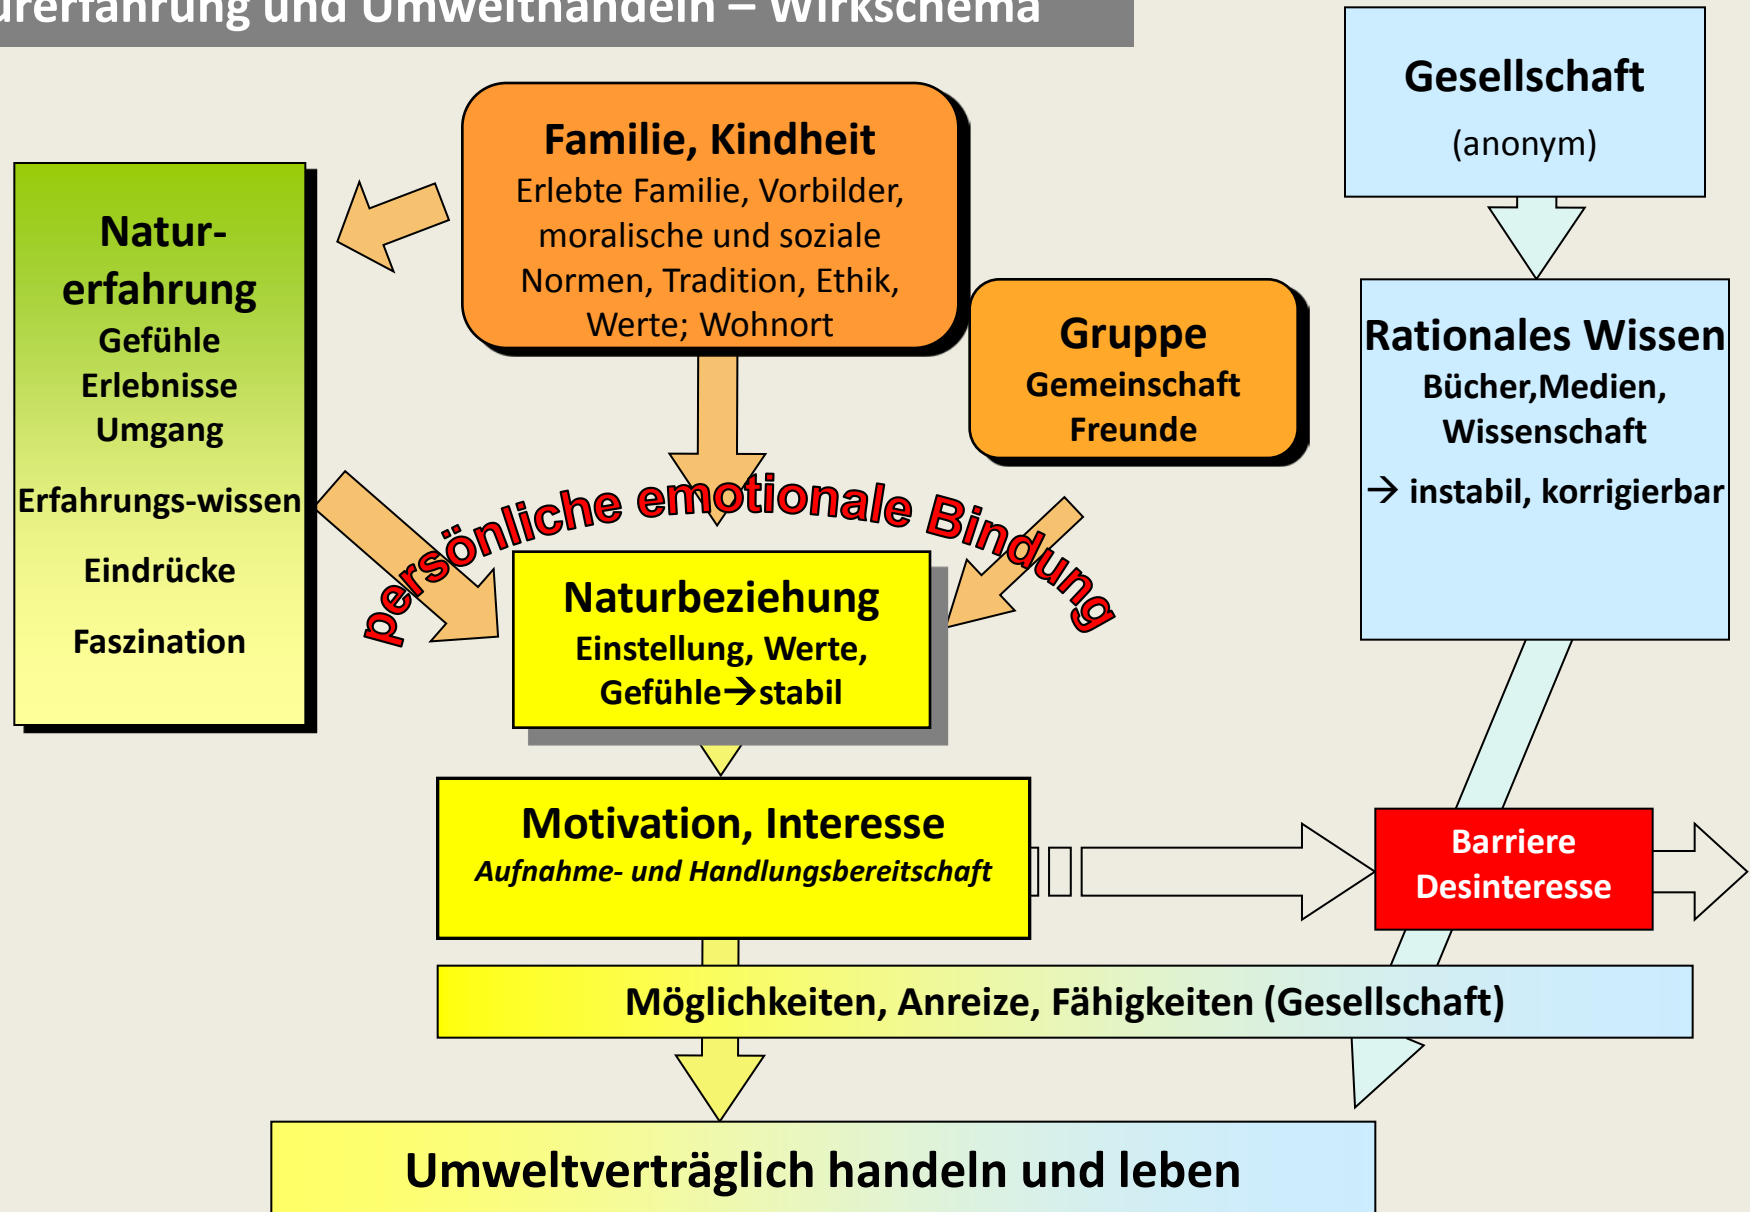 urerfahrung und Umwelthandeln – Wirkschema
Gesellschaft
(anonym)
Familie, Kindheit
Erlebte Familie, Vorbilder,
moralische und soziale
Normen, Tradition, Ethik,
Werte; Wohnort
Natur-
erfahrung
Gefühle
Erlebnisse
Umgang
Erfahrungs-wissen
Eindrücke
Faszination
Gruppe
Gemeinschaft
Freunde
Rationales Wissen
Bücher,Medien,
Wissenschaft
→ instabil, korrigierbar
persönliche emotionale Bindung
Naturbeziehung
Einstellung, Werte,
Gefühle→stabil
Motivation, Interesse
Aufnahme- und Handlungsbereitschaft
Barriere
Desinteresse
Möglichkeiten, Anreize, Fähigkeiten (Gesellschaft)
Umweltverträglich handeln und leben